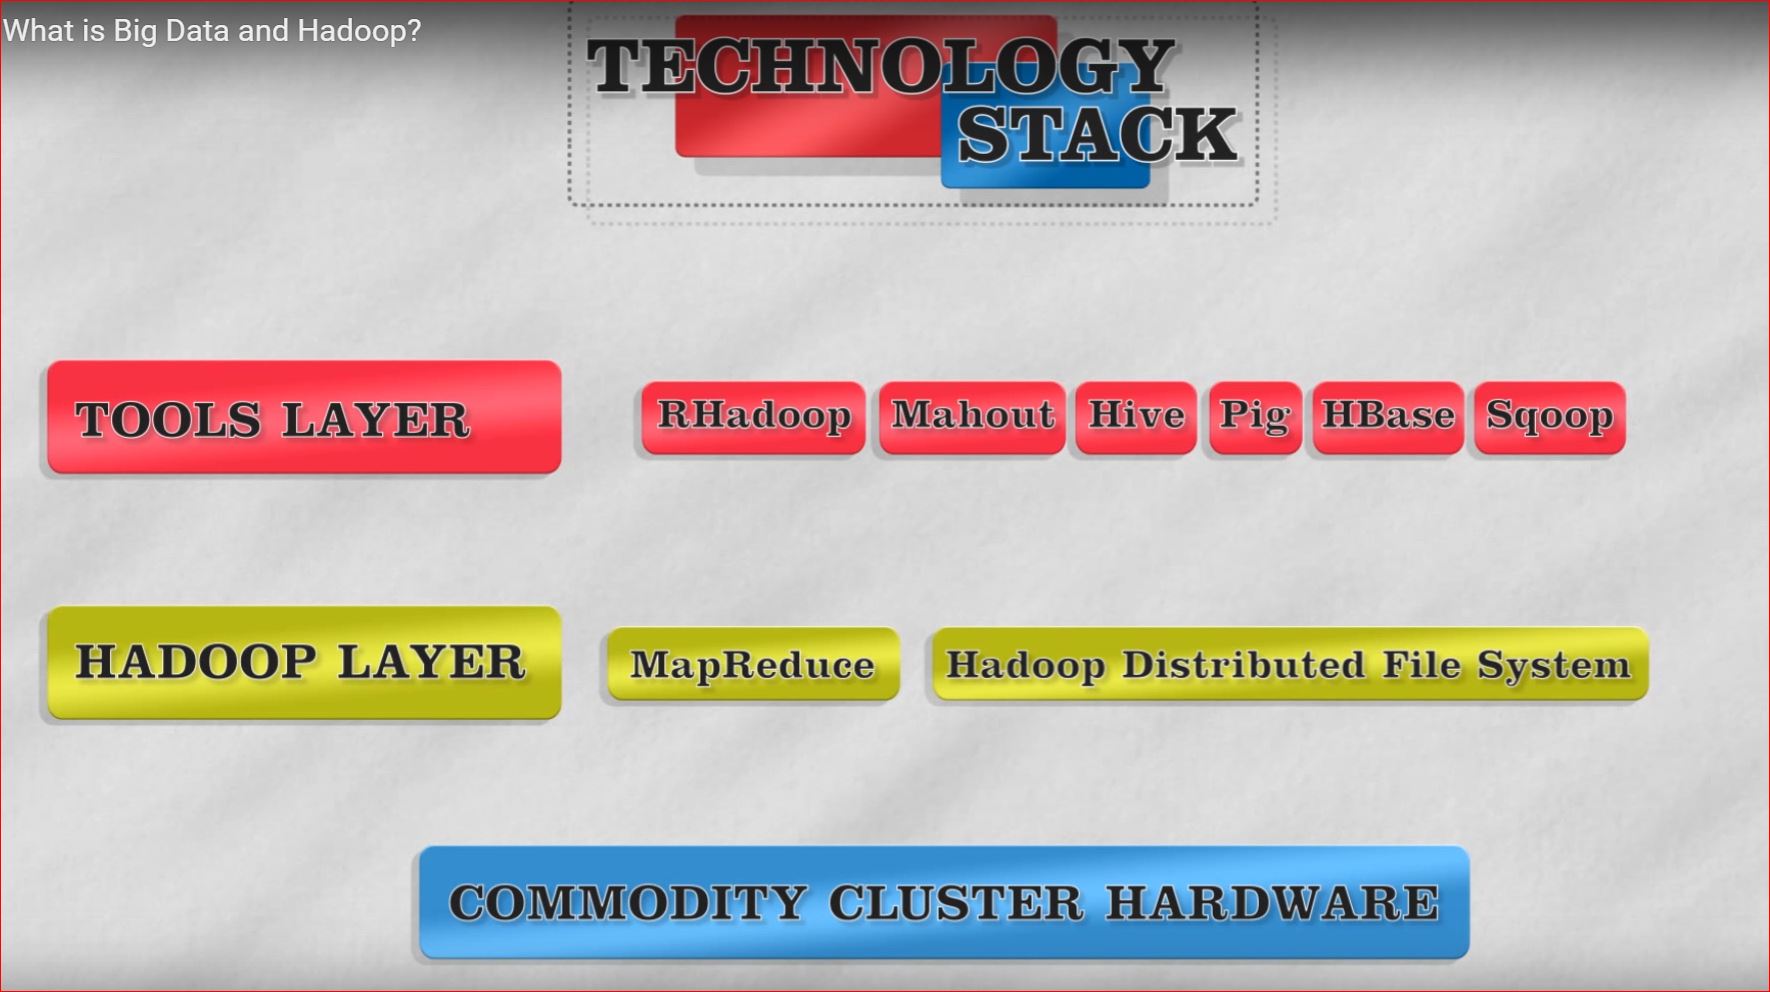 What is Big Data and Hadoop?
TECHNOLOGY
STACK
TOOLS LAYER
RHadoop Mahout Hive Pig HBase Sqoop
HADOOP LAYER
MapReduce Hadoop Distributed File System
COMMODITY CLUSTER HARDWARE